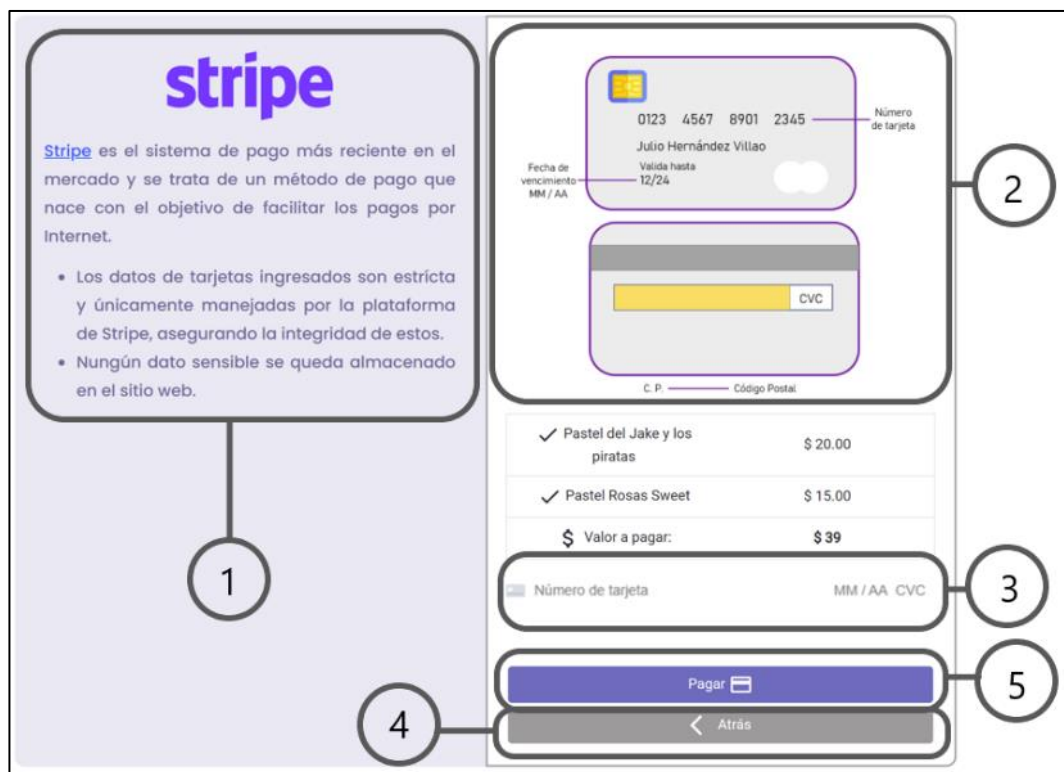 stripe
Stripe es el sistema de pago más reciente en el
mercado y se trata de un método de pago que
nace con el objetivo de facilitar los pagos por
Internet.
• Los datos de tarjetas ingresados son estrícta
y únicamente manejadas por la plataforma
de Stripe, asegurando la integridad de estos.
• Nungún dato sensible se queda almacenado
en el sitio web.
1
0123 4567 8901 2345
Número
de tarjeta
Julio Hernández Villao
Valida hasta
12/24
Fecha de
vencimiento
MM / AA
CVC
C. P.
Código Postal
2
Pastel del Jake y los
piratas
$ 20.00
Pastel Rosas Sweet
$ 15.00
$ Valor a pagar:
$ 39
Número de tarjeta
MM / AA CVC
3
Pagar
5
Atrás
4